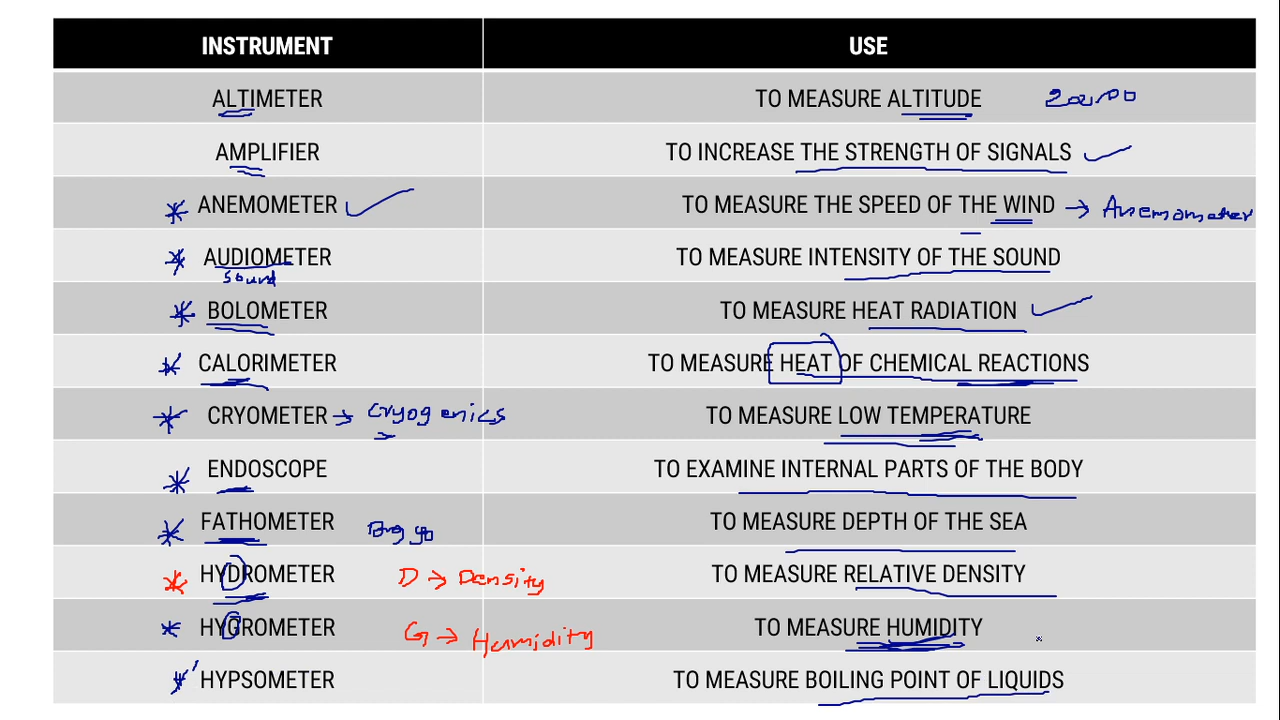 INSTRUMENT USE
ALTIMETER TO MEASURE ALTITUDE
AMPLIFIER TO INCREASE THE STRENGTH OF SIGNALS
ANEMOMETER TO MEASURE THE SPEED OF THE WIND → Anemometer
AUDIOMETER TO MEASURE INTENSITY OF THE SOUND
Sound
BOLOMETER TO MEASURE HEAT RADIATION
CALORIMETER TO MEASURE HEAT OF CHEMICAL REACTIONS
CRYOMETER → Cryogenics TO MEASURE LOW TEMPERATURE
ENDOSCOPE TO EXAMINE INTERNAL PARTS OF THE BODY
FATHOMETER TO MEASURE DEPTH OF THE SEA
HYDROMETER D → Density TO MEASURE RELATIVE DENSITY
HYGROMETER G → Humidity TO MEASURE HUMIDITY
HYPSOMETER TO MEASURE BOILING POINT OF LIQUIDS